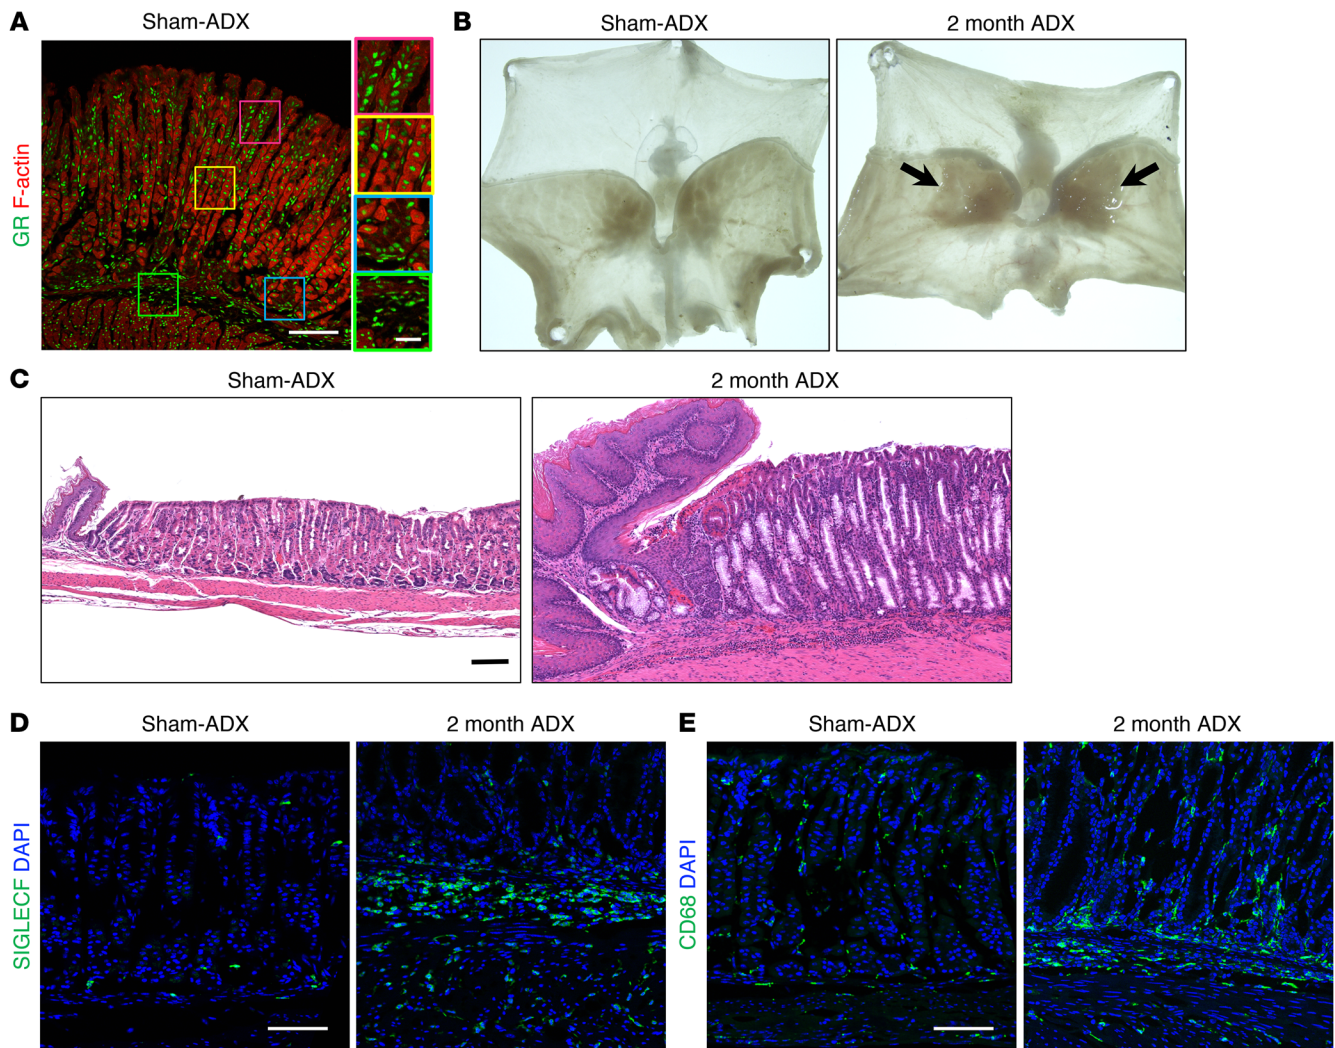 A
Sham-ADX
GR F-actin
B
Sham-ADX
2 month ADX
C
Sham-ADX
2 month ADX
D
Sham-ADX
2 month ADX
SIGLECF DAPI
E
Sham-ADX
2 month ADX
CD68 DAPI